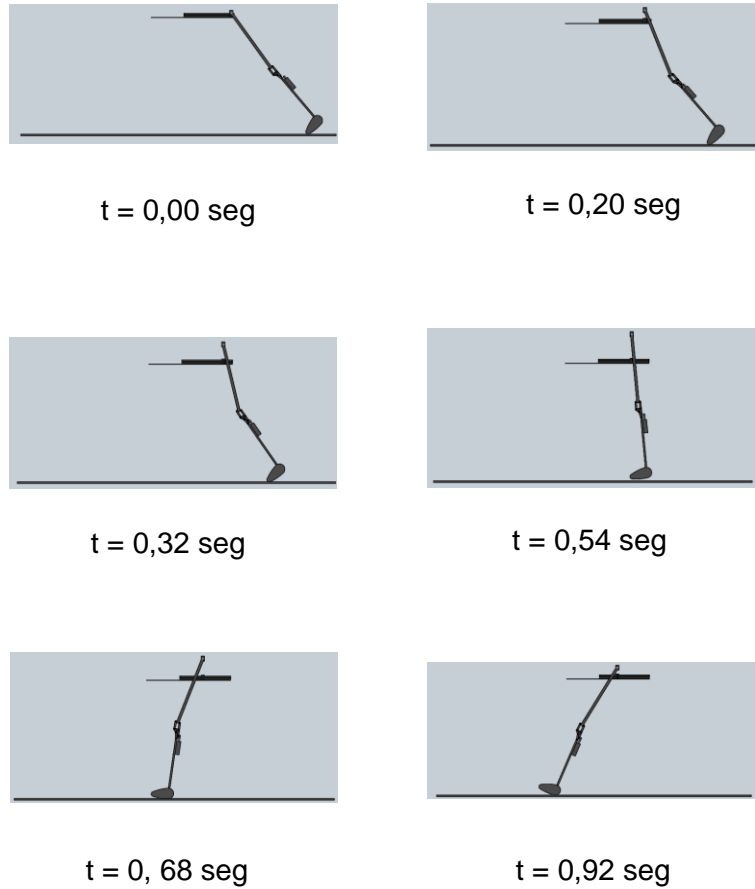 t = 0,00 seg
t = 0,20 seg
t = 0,32 seg
t = 0,54 seg
t = 0, 68 seg
t = 0,92 seg